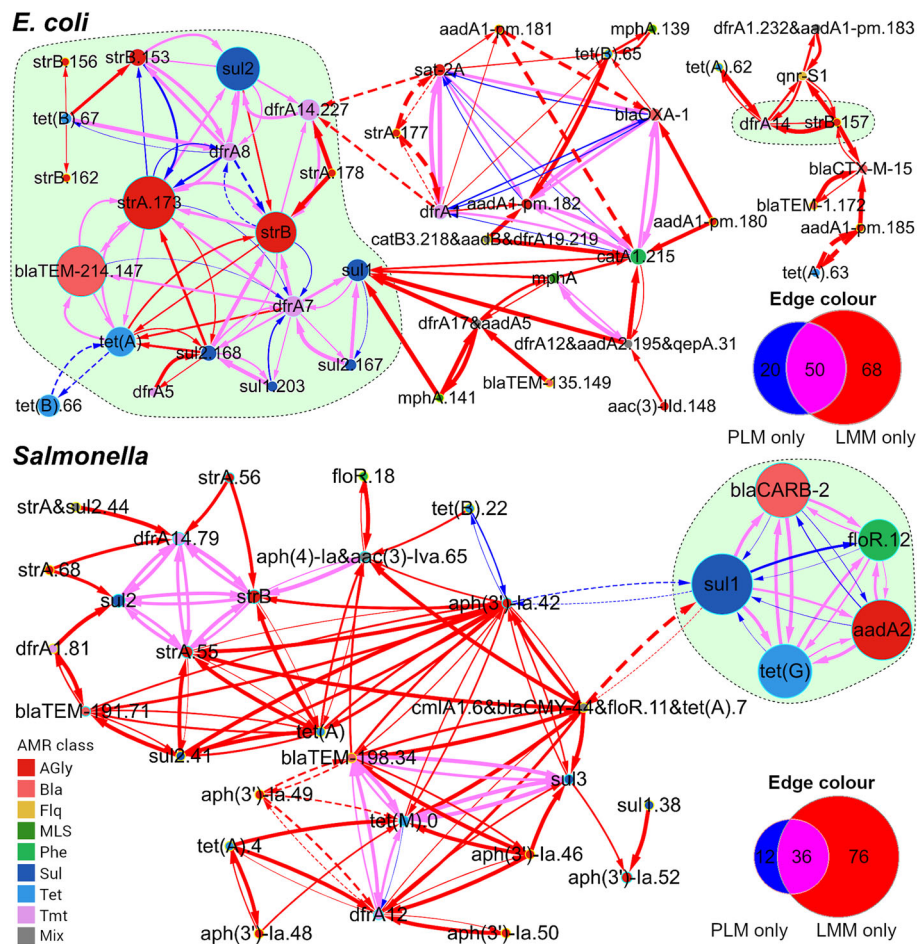 E. coli
aadA1-pm.181
mphA.139
dfrA1.232&aadA1-pm.183
strB.156
strB.153
sul2
sat-2A
tet(B).65
tet(A).62
qnr-S1
tet(B).67
dfrA14.227
blaOXA-1
dfrA14
strB.157
dfrA8
strA.177
strB.162
strA.178
blaCTX-M-15
strA.173
dfrA1
aadA1-pm.182
aadA1-pm.180
blaTEM-1.172
aadA1-pm.185
strB
catB3.218&aadB&dfrA19.219
blaTEM-214.147
sul1
catA1.215
tet(A).63
mphA
dfrA7
Edge colour
tet(A)
sul2.168
sul2.167
dfrA17&aadA5
dfrA12&aadA2.195&qepA.31
20 50 68
dfrA5
sul1.203
blaTEM-135.149
tet(B).66
mphA.141
aac(3)-Id.148
PLM only LMM only
Salmonella
strA.56
floR.18
blaCARB-2
strA&sul2.44
tet(B).22
dfrA14.79
floR.12
aph(4)-Ia&aac(3)-Iva.65
strA.68
sul1
sul2
strB
aph(3')-Ia.42
aadA2
dfrA1.81
strA.55
tet(G)
blaTEM-191.71
cmlA1.6&blaCMY-44&floR.11&tet(A).7
tet(A)
AMR class
sul2.41
blaTEM-198.34
AGly
sul3
Edge colour
Bla
aph(3')-Ia.49
sul1.38
Flq
tet(M).0
MLS
tet(A).4
12 36 76
Phe
aph(3')-Ia.46
Sul
aph(3')-Ia.52
Tet
dfrA12
Tmt
aph(3')-Ia.48
aph(3')-Ia.50
PLM only LMM only
Mix